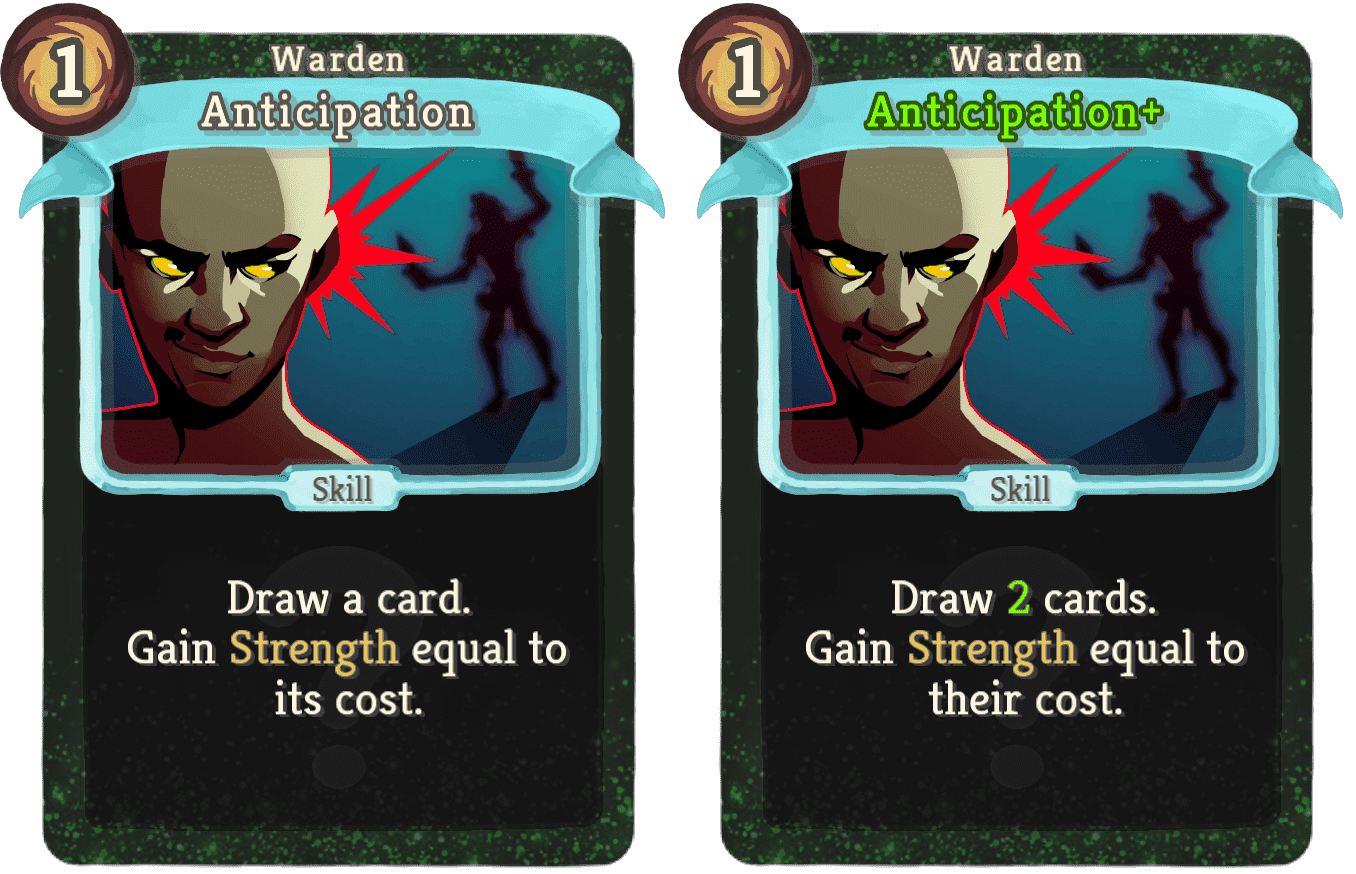 1
Warden
Anticipation
Skill
Draw a card.
Gain Strength equal to
its cost.
1
Warden
Anticipation+
Skill
Draw 2 cards.
Gain Strength equal to
their cost.